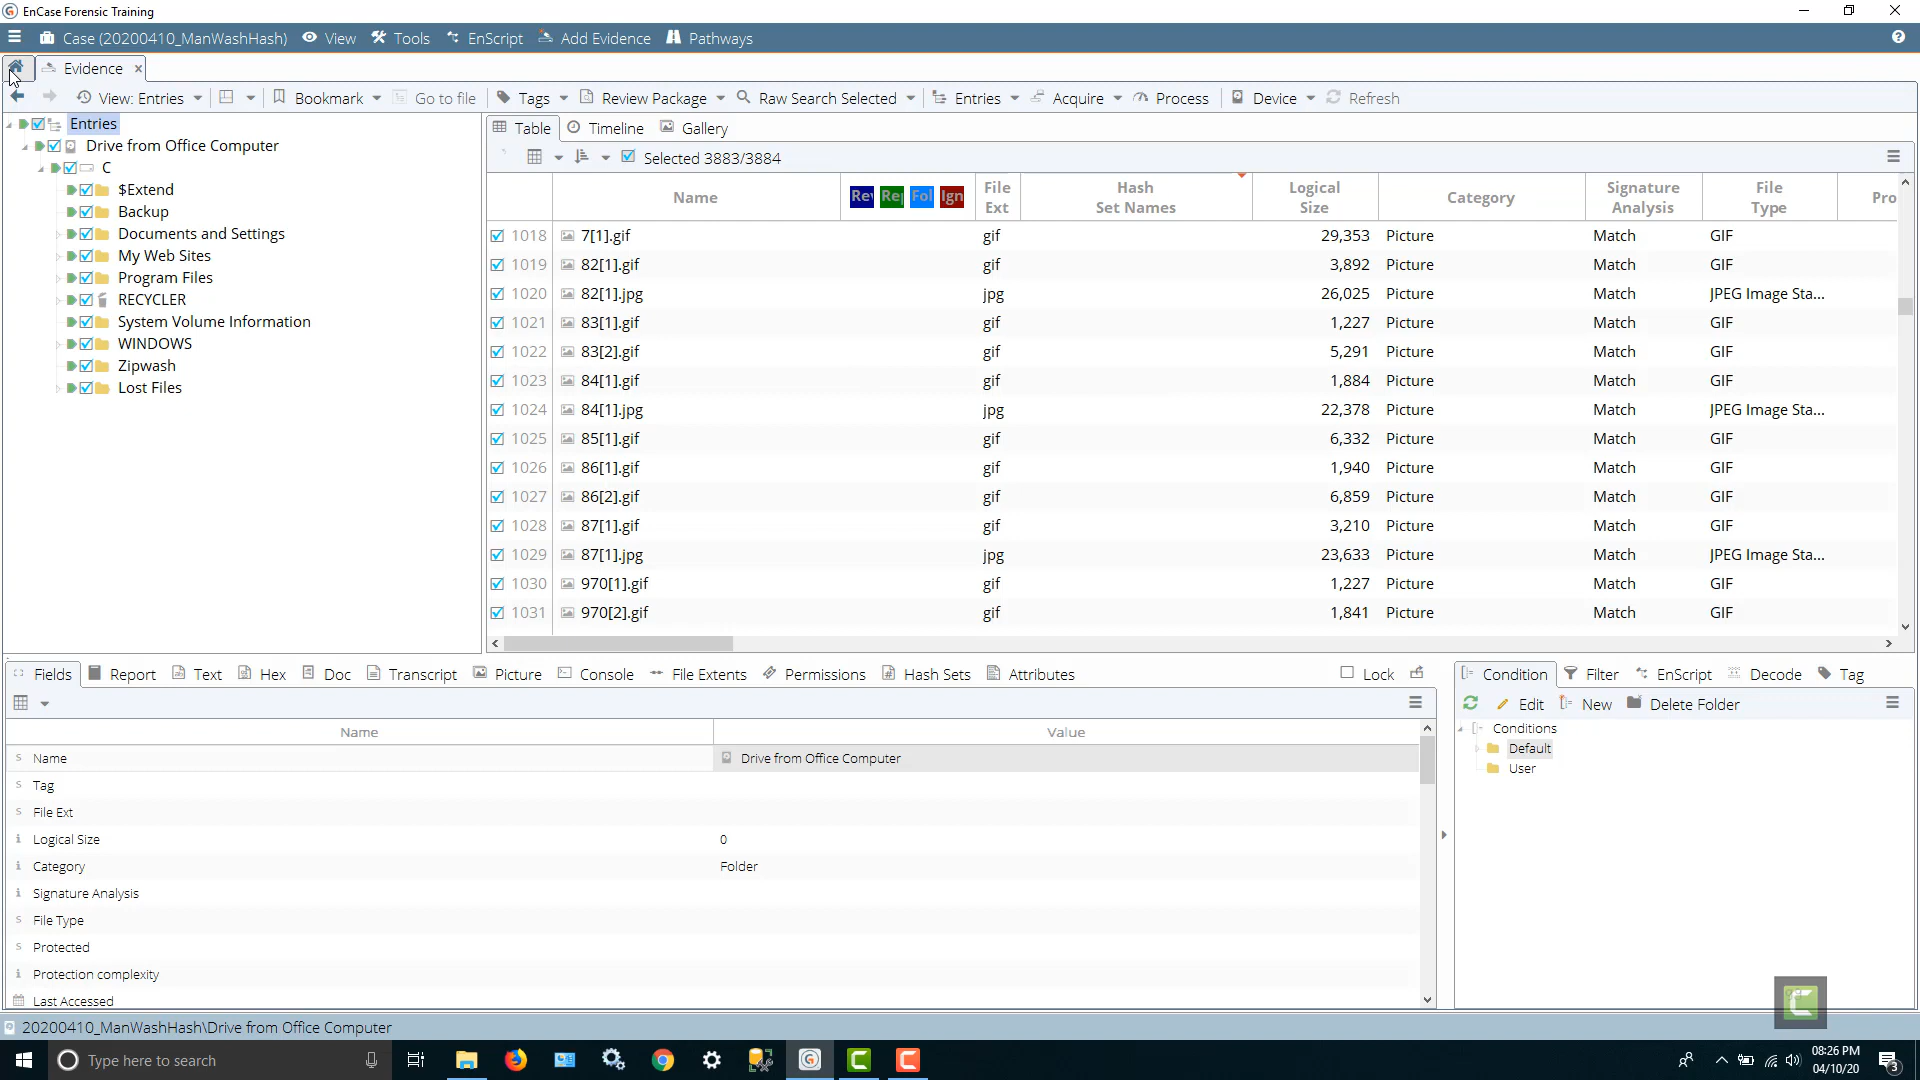 EnCase Forensic Training
Case (20200410_ManWashHash) View Tools EnScript Add Evidence Pathways
Evidence
View: Entries Bookmark Go to file Tags Review Package Raw Search Selected Entries Acquire Process Device Refresh
Entries
Drive from Office Computer
C
$Extend
Backup
Documents and Settings
My Web Sites
Program Files
RECYCLER
System Volume Information
WINDOWS
Zipwash
Lost Files
Table Timeline Gallery
Selected 3883/3884
Name Rev Rep Fol Ign File Ext Hash Set Names Logical Size Category Signature Analysis File Type Pro
1018 7[1].gif gif 29,353 Picture Match GIF
1019 82[1].gif gif 3,892 Picture Match GIF
1020 82[1].jpg jpg 26,025 Picture Match JPEG Image Sta...
1021 83[1].gif gif 1,227 Picture Match GIF
1022 83[2].gif gif 5,291 Picture Match GIF
1023 84[1].gif gif 1,884 Picture Match GIF
1024 84[1].jpg jpg 22,378 Picture Match JPEG Image Sta...
1025 85[1].gif gif 6,332 Picture Match GIF
1026 86[1].gif gif 1,940 Picture Match GIF
1027 86[2].gif gif 6,859 Picture Match GIF
1028 87[1].gif gif 3,210 Picture Match GIF
1029 87[1].jpg jpg 23,633 Picture Match JPEG Image Sta...
1030 970[1].gif gif 1,227 Picture Match GIF
1031 970[2].gif gif 1,841 Picture Match GIF
Fields Report Text Hex Doc Transcript Picture Console File Extents Permissions Hash Sets Attributes Lock
Name Value
Name Drive from Office Computer
Tag
File Ext
Logical Size 0
Category Folder
Signature Analysis
File Type
Protected
Protection complexity
Last Accessed
Condition Filter EnScript Decode Tag
Edit New Delete Folder
Conditions
Default
User
20200410_ManWashHash\Drive from Office Computer
Type here to search
08:26 PM
04/10/20
3